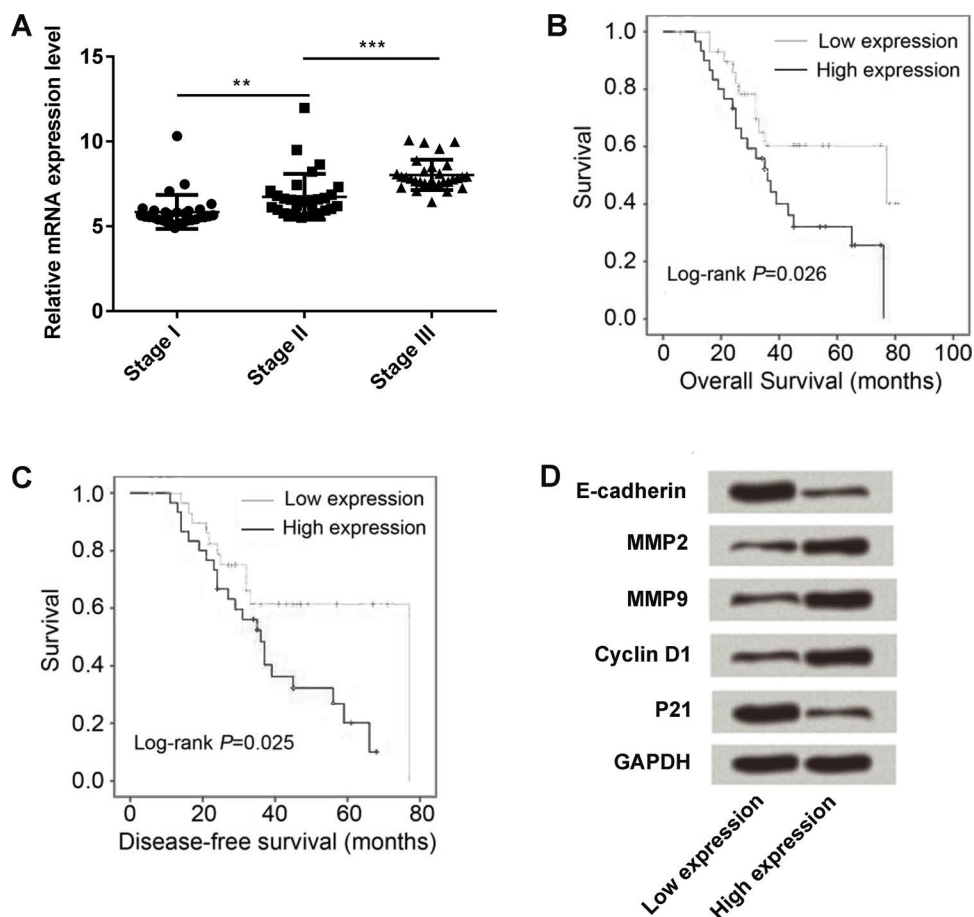 A
Relative mRNA expression level
15
10
5
0
**
***
Stage I
Stage II
Stage III
B
Survival
1.0
0.8
0.6
0.4
0.2
0.0
Low expression
High expression
Log-rank P=0.026
0 20 40 60 80 100
Overall Survival (months)
C
Survival
1.0
0.8
0.6
0.4
0.2
0.0
Low expression
High expression
Log-rank P=0.025
0 20 40 60 80
Disease-free survival (months)
D
E-cadherin
MMP2
MMP9
Cyclin D1
P21
GAPDH
Low expression
High expression